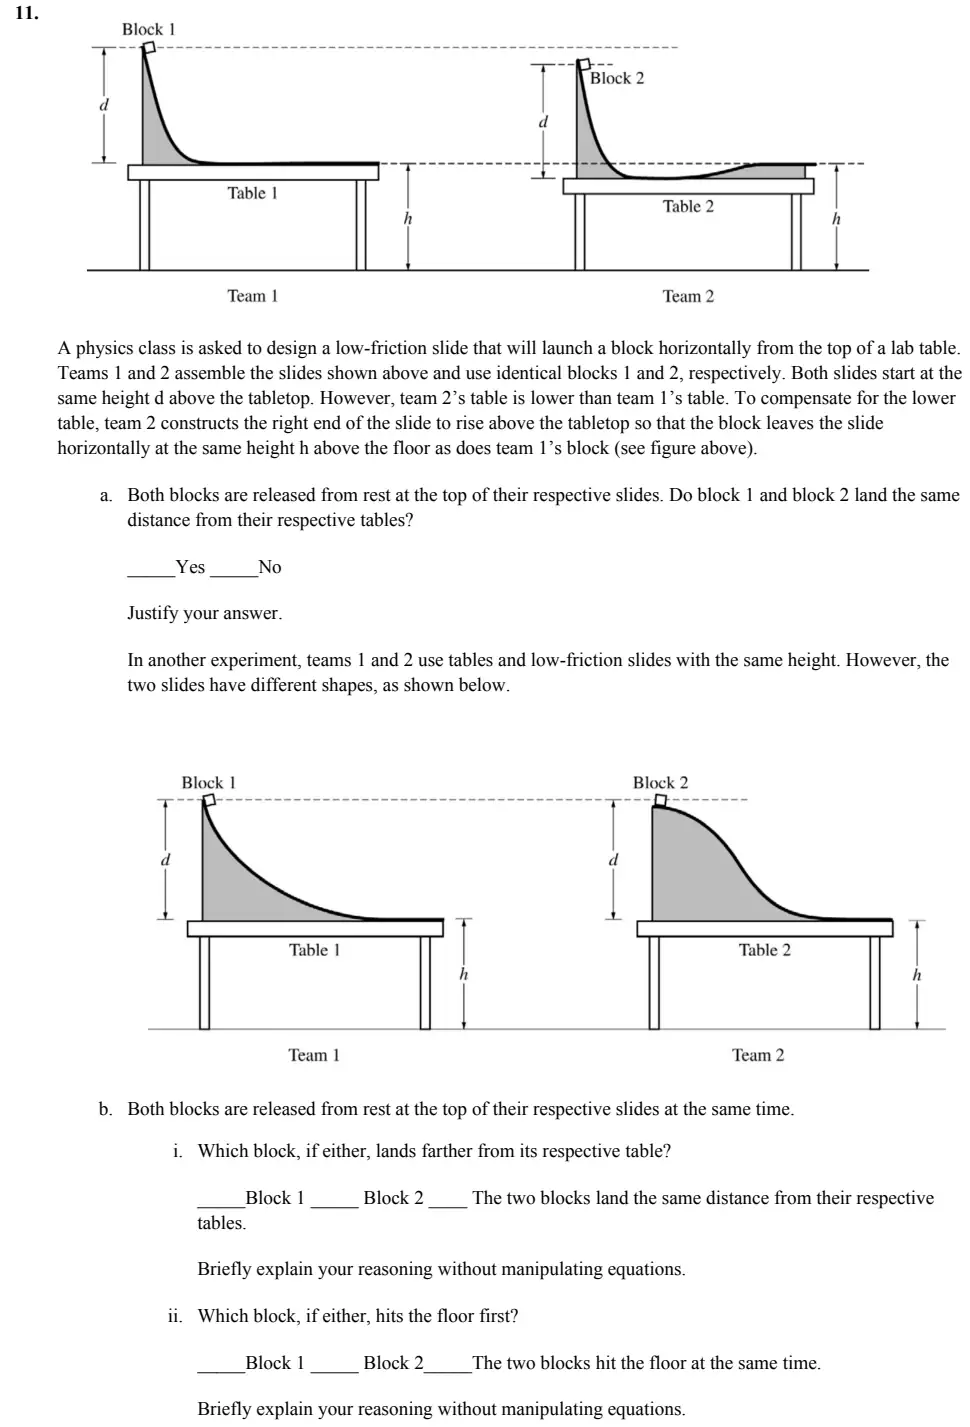 11.
Block 1
Block 2
d
d
Table 1
Table 2
h
h
Team 1
Team 2
A physics class is asked to design a low-friction slide that will launch a block horizontally from the top of a lab table.
Teams 1 and 2 assemble the slides shown above and use identical blocks 1 and 2, respectively. Both slides start at the
same height d above the tabletop. However, team 2’s table is lower than team 1’s table. To compensate for the lower
table, team 2 constructs the right end of the slide to rise above the tabletop so that the block leaves the slide
horizontally at the same height h above the floor as does team 1’s block (see figure above).
a. Both blocks are released from rest at the top of their respective slides. Do block 1 and block 2 land the same
distance from their respective tables?
_____Yes _____No
Justify your answer.
In another experiment, teams 1 and 2 use tables and low-friction slides with the same height. However, the
two slides have different shapes, as shown below.
Block 1
Block 2
d
d
Table 1
Table 2
h
h
Team 1
Team 2
b. Both blocks are released from rest at the top of their respective slides at the same time.
i. Which block, if either, lands farther from its respective table?
_____Block 1 _____ Block 2 ____ The two blocks land the same distance from their respective
tables.
Briefly explain your reasoning without manipulating equations.
ii. Which block, if either, hits the floor first?
_____Block 1 _____ Block 2_____The two blocks hit the floor at the same time.
Briefly explain your reasoning without manipulating equations.